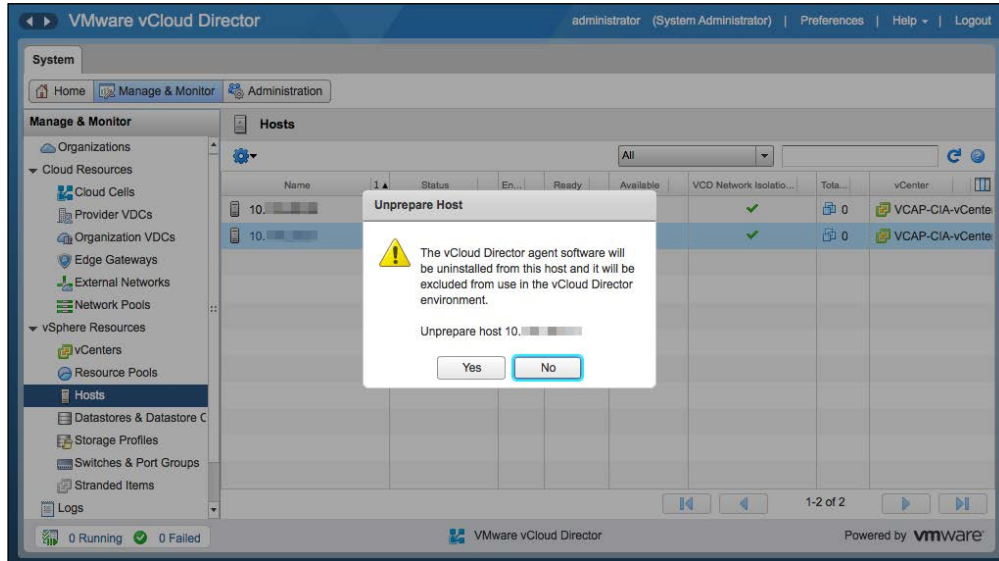 VMware vCloud Director
administrator (System Administrator) | Preferences | Help | Logout
System
Home Manage & Monitor Administration
Manage & Monitor
Hosts
Organizations
All
Cloud Resources
Name 1 Status En... Ready Available VCD Network Isolatio... Tota... vCenter
Cloud Cells
Provider VDCs
10. 0 VCAP-CIA-vCente
Organization VDCs
10. 0 VCAP-CIA-vCente
Edge Gateways
External Networks
Network Pools
vSphere Resources
vCenters
Resource Pools
Hosts
Datastores & Datastore C
Storage Profiles
Switches & Port Groups
Stranded Items
Logs
Unprepare Host
The vCloud Director agent software will
be uninstalled from this host and it will be
excluded from use in the vCloud Director
environment.
Unprepare host 10.
Yes No
1-2 of 2
0 Running 0 Failed
VMware vCloud Director
Powered by vmware